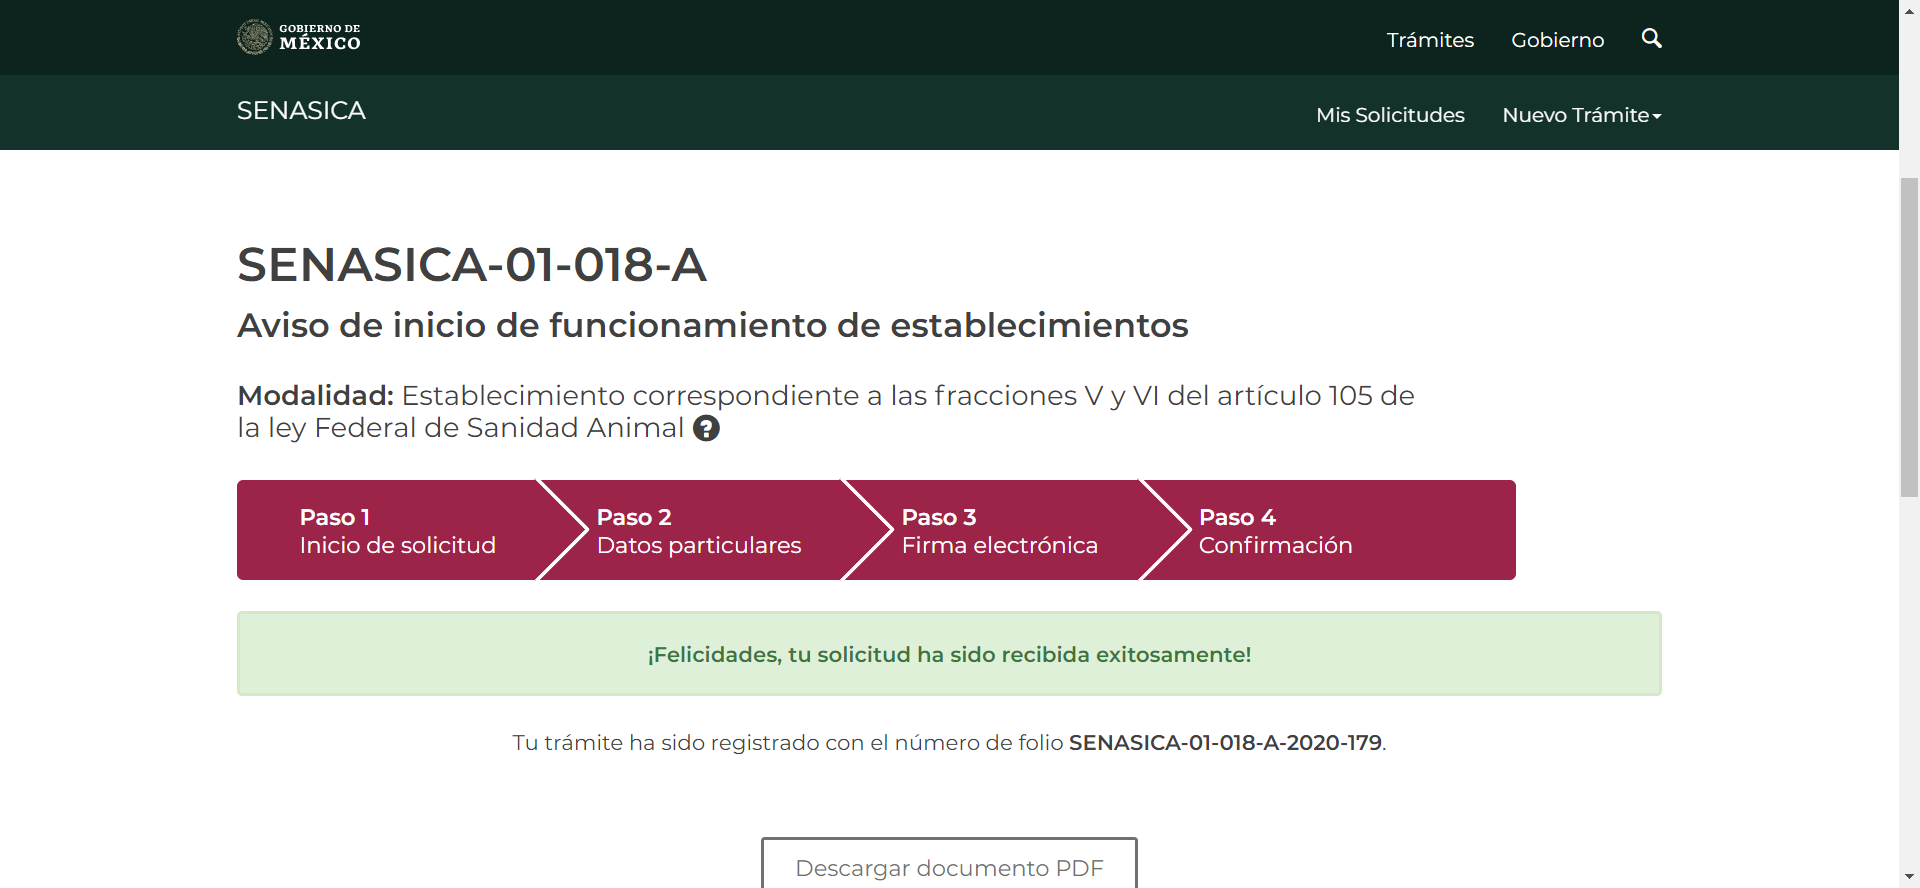 GOBIERNO DE
MÉXICO
Trámites
Gobierno
SENASICA
Mis Solicitudes
Nuevo Trámite
SENASICA-01-018-A
Aviso de inicio de funcionamiento de establecimientos
Modalidad: Establecimiento correspondiente a las fracciones V y VI del artículo 105 de
la ley Federal de Sanidad Animal
Paso 1
Inicio de solicitud
Paso 2
Datos particulares
Paso 3
Firma electrónica
Paso 4
Confirmación
¡Felicidades, tu solicitud ha sido recibida exitosamente!
Tu trámite ha sido registrado con el número de folio SENASICA-01-018-A-2020-179.
Descargar documento PDF